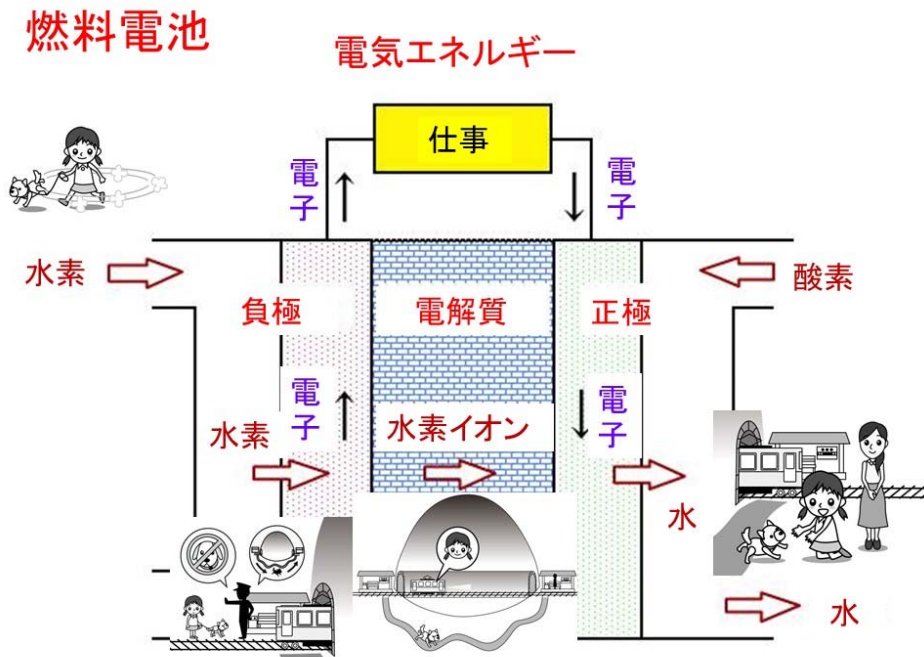 燃料電池
電気エネルギー
仕事
電子
電子
水素
酸素
負極
電解質
正極
電子
電子
水素
水素イオン
水
水